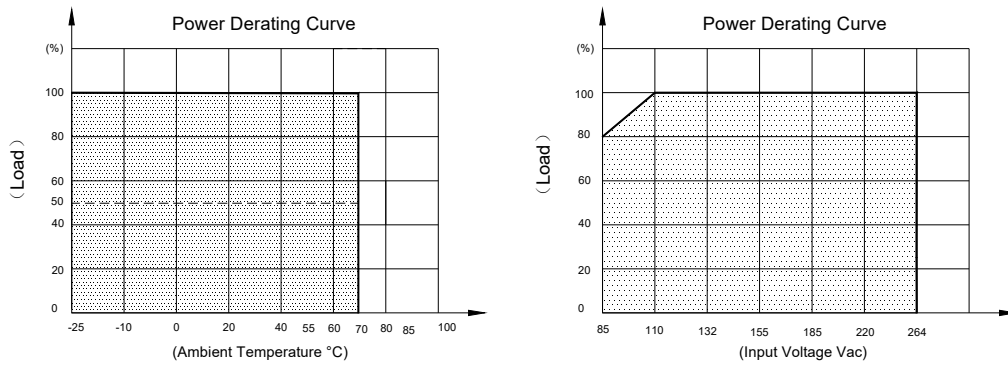 Power Derating Curve
(%)
100
80
60
50
40
20
0
(Load)
-25 -10 0 20 40 55 60 70 80 85 100
(Ambient Temperature °C)
Power Derating Curve
(%)
100
80
60
40
20
0
(Load)
85 110 132 155 185 220 264
(Input Voltage Vac)